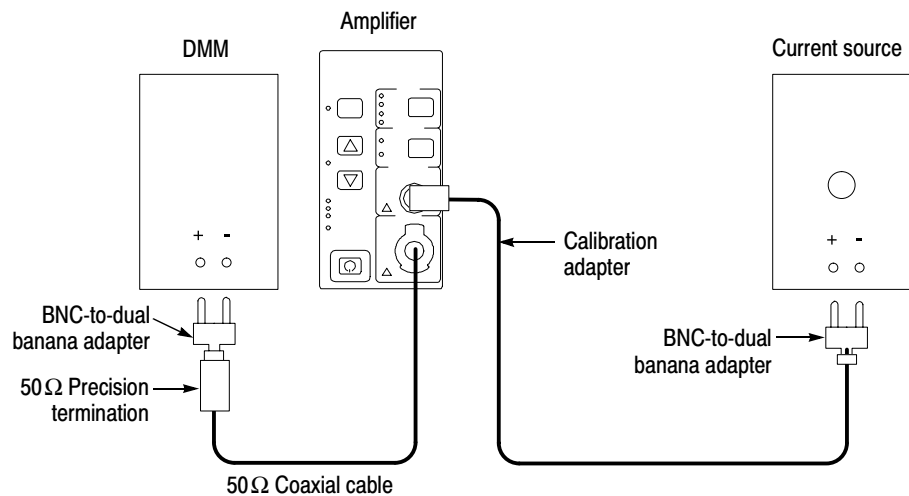 Amplifier
DMM
Current source
+ -
+ -
Calibration
adapter
BNC-to-dual
banana adapter
BNC-to-dual
banana adapter
50Ω Precision
termination
50Ω Coaxial cable